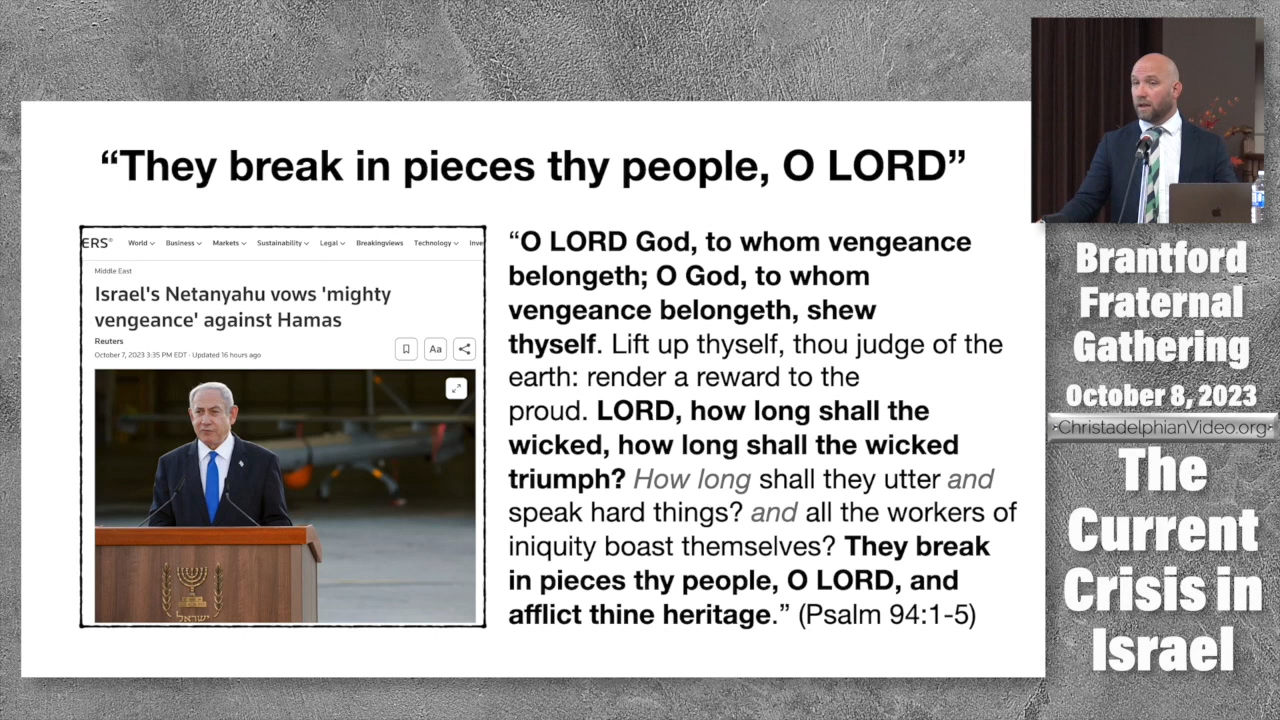 “They break in pieces thy people, O LORD”
ERS®
World
Business
Markets
Sustainability
Legal
Breakingviews
Technology
Inve
Middle East
Israel's Netanyahu vows 'mighty
vengeance' against Hamas
Reuters
October 7, 2023 3:35 PM EDT · Updated 16 hours ago
Aa
ישראל
“O LORD God, to whom vengeance
belongeth; O God, to whom
vengeance belongeth, shew
thyself. Lift up thyself, thou judge of the
earth: render a reward to the
proud. LORD, how long shall the
wicked, how long shall the wicked
triumph? How long shall they utter and
speak hard things? and all the workers of
iniquity boast themselves? They break
in pieces thy people, O LORD, and
afflict thine heritage.” (Psalm 94:1-5)
Brantford
Fraternal
Gathering
October 8, 2023
ChristadelphianVideo.org
The
Current
Crisis in
Israel